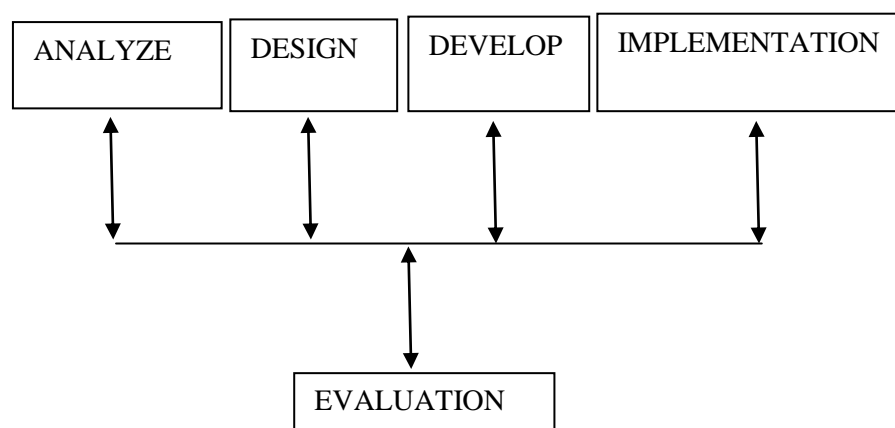 ANALYZE
DESIGN
DEVELOP
IMPLEMENTATION
EVALUATION